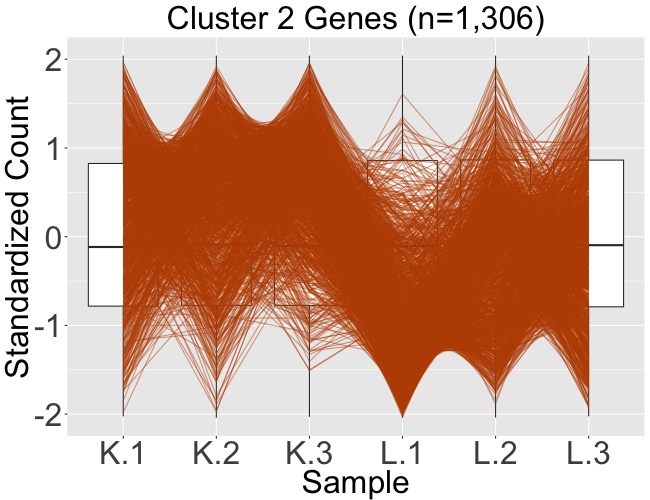 Cluster 2 Genes (n=1,306)
Standardized Count
2
1
0
-1
-2
K.1 K.2 K.3 L.1 L.2 L.3
Sample